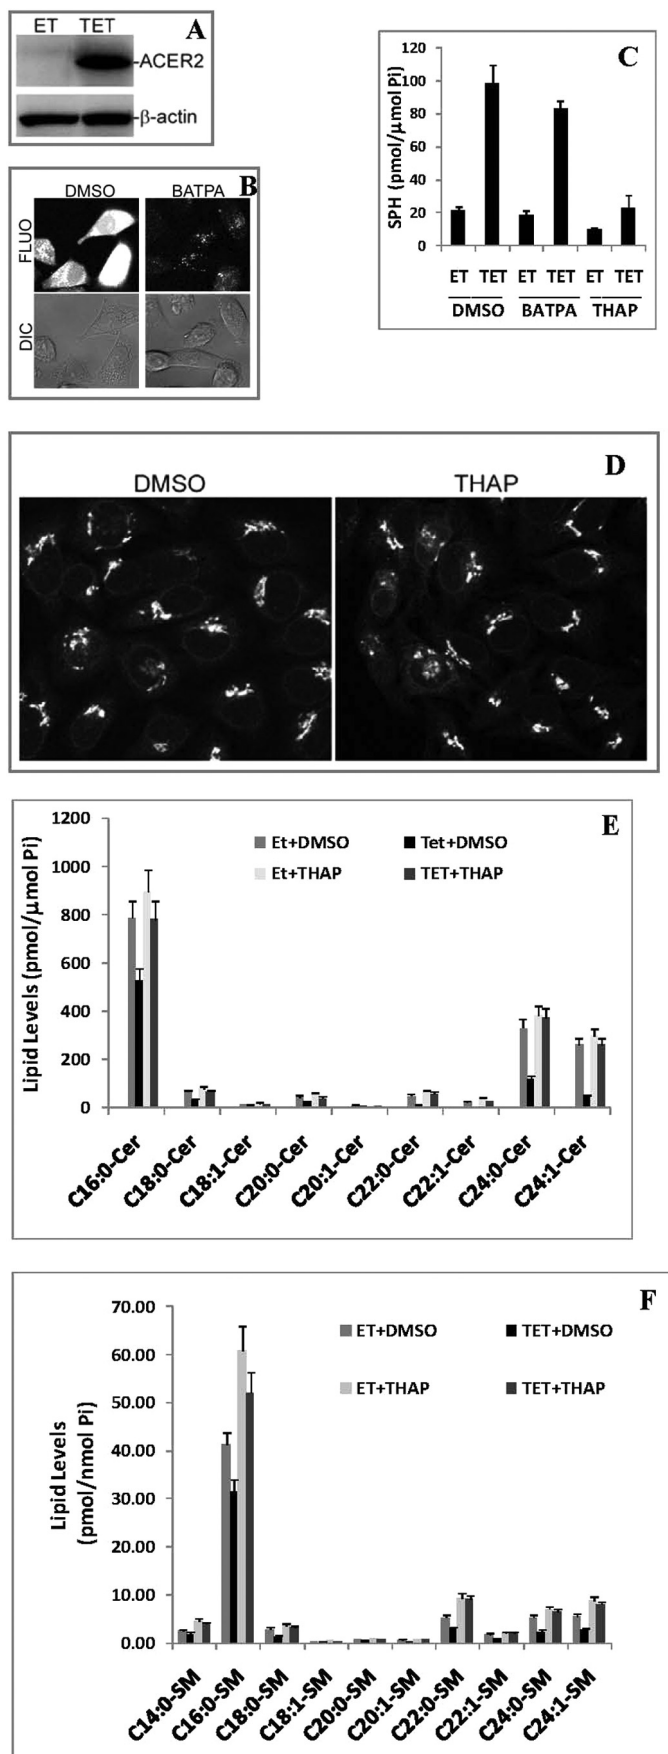 A
ET TET
-ACER2
-β-actin
B
DMSO BATPA
FLUO
DIC
C
SPH (pmol/μmol Pi)
120
100
80
60
40
20
0
ET TET ET TET ET TET
DMSO BATPA THAP
D
DMSO THAP
E
Lipid Levels (pmol/μmol Pi)
1200
1000
800
600
400
200
0
Et+DMSO Tet+DMSO
Et+THAP TET+THAP
C16:0-Cer C18:0-Cer C18:1-Cer C20:0-Cer C20:1-Cer C22:0-Cer C22:1-Cer C24:0-Cer C24:1-Cer
F
Lipid Levels
(pmol/nmol Pi)
70.00
60.00
50.00
40.00
30.00
20.00
10.00
0.00
ET+DMSO TET+DMSO
ET+THAP TET+THAP
C14:0-SM C16:0-SM C18:0-SM C18:1-SM C20:0-SM C20:1-SM C22:0-SM C22:1-SM C24:0-SM C24:1-SM